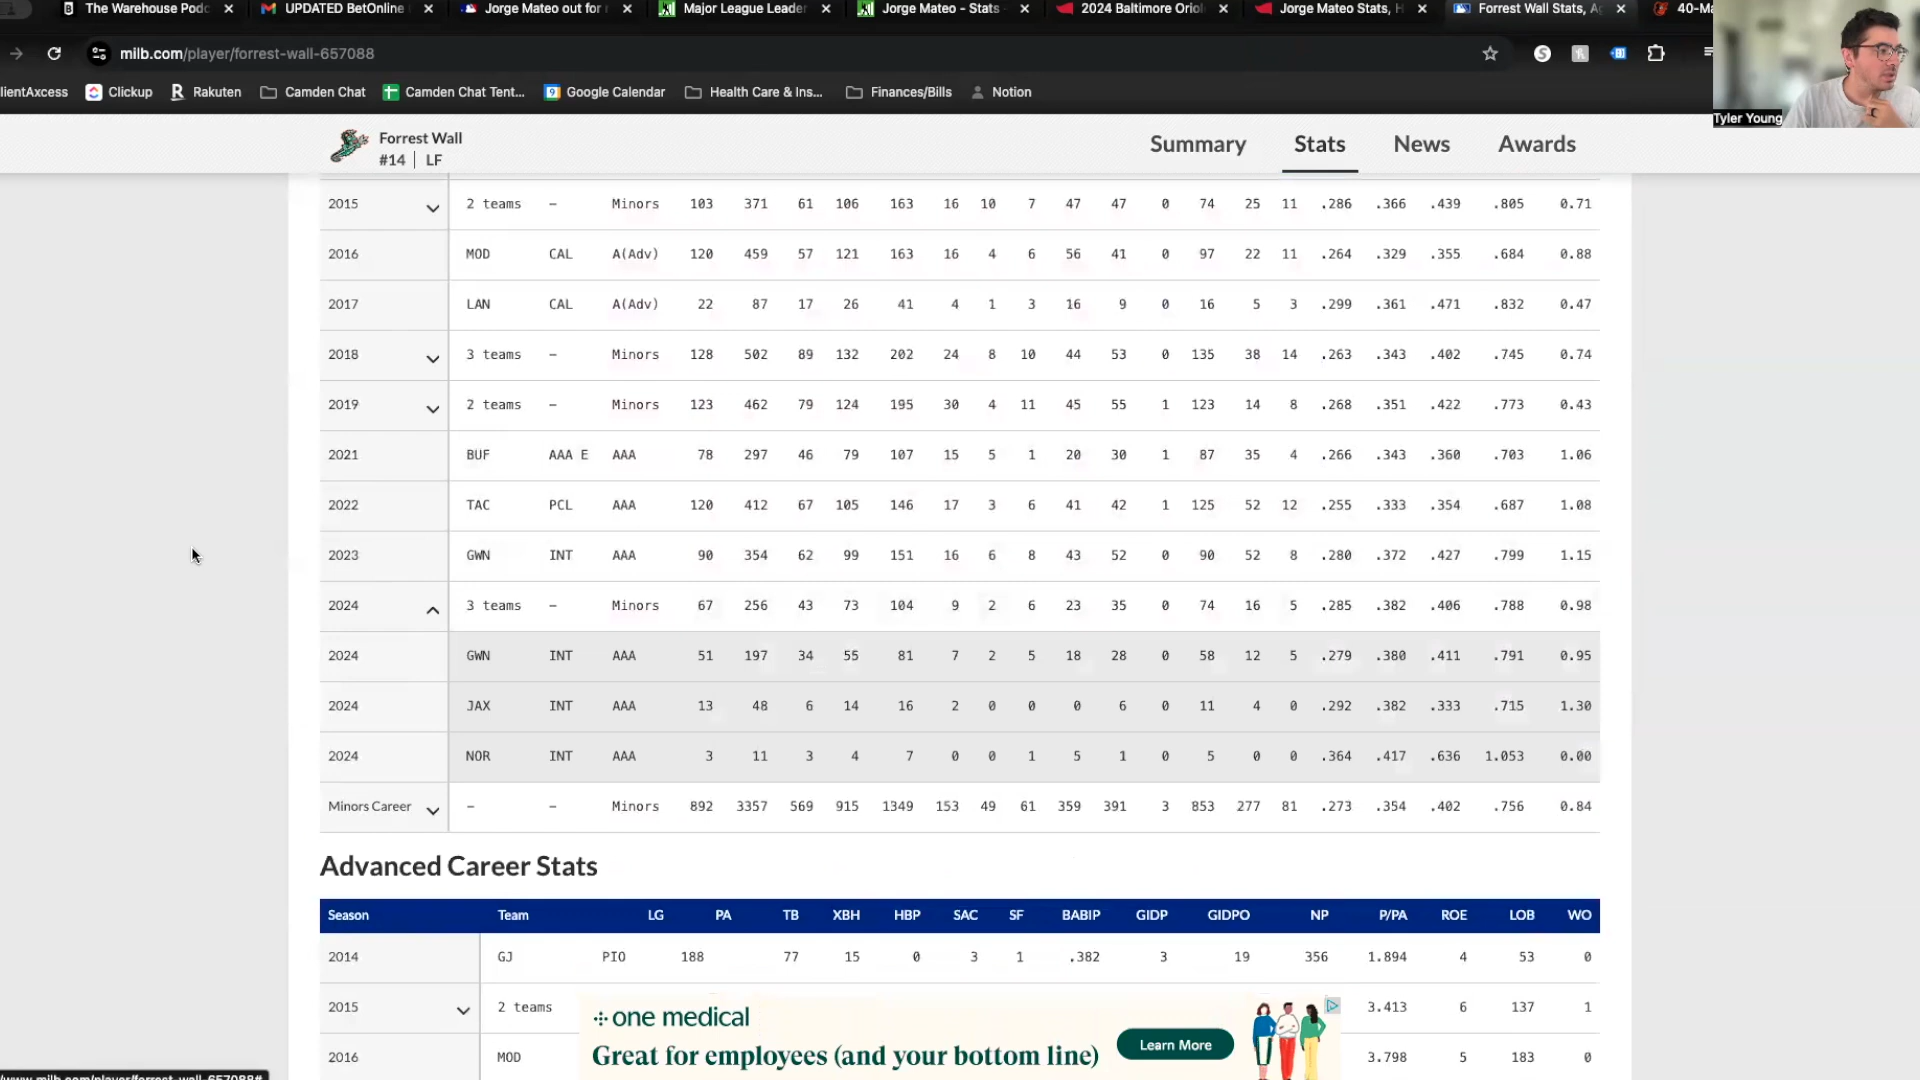 The Warehouse Podc
UPDATED BetOnline
Jorge Mateo out for
Major League Leade
Jorge Mateo - Stats
2024 Baltimore Oriol
Jorge Mateo Stats, H
Forrest Wall Stats, Ag
40-Ma
milb.com/player/forrest-wall-657088
lientAxcess
Clickup
Rakuten
Camden Chat
Camden Chat Tent...
Google Calendar
Health Care & Ins...
Finances/Bills
Notion
Tyler Young
Forrest Wall
#14 | LF
Summary
Stats
News
Awards
2015 2 teams – Minors 103 371 61 106 163 16 10 7 47 47 0 74 25 11 .286 .366 .439 .805 0.71
2016 MOD CAL A(Adv) 120 459 57 121 163 16 4 6 56 41 0 97 22 11 .264 .329 .355 .684 0.88
2017 LAN CAL A(Adv) 22 87 17 26 41 4 1 3 16 9 0 16 5 3 .299 .361 .471 .832 0.47
2018 3 teams – Minors 128 502 89 132 202 24 8 10 44 53 0 135 38 14 .263 .343 .402 .745 0.74
2019 2 teams – Minors 123 462 79 124 195 30 4 11 45 55 1 123 14 8 .268 .351 .422 .773 0.43
2021 BUF AAA E AAA 78 297 46 79 107 15 5 1 20 30 1 87 35 4 .266 .343 .360 .703 1.06
2022 TAC PCL AAA 120 412 67 105 146 17 3 6 41 42 1 125 52 12 .255 .333 .354 .687 1.08
2023 GWN INT AAA 90 354 62 99 151 16 6 8 43 52 0 90 52 8 .280 .372 .427 .799 1.15
2024 3 teams – Minors 67 256 43 73 104 9 2 6 23 35 0 74 16 5 .285 .382 .406 .788 0.98
2024 GWN INT AAA 51 197 34 55 81 7 2 5 18 28 0 58 12 5 .279 .380 .411 .791 0.95
2024 JAX INT AAA 13 48 6 14 16 2 0 0 0 6 0 11 4 0 .292 .382 .333 .715 1.30
2024 NOR INT AAA 3 11 3 4 7 0 0 1 5 1 0 5 0 0 .364 .417 .636 1.053 0.00
Minors Career – – Minors 892 3357 569 915 1349 153 49 61 359 391 3 853 277 81 .273 .354 .402 .756 0.84
Advanced Career Stats
Season Team LG PA TB XBH HBP SAC SF BABIP GIDP GIDPO NP P/PA ROE LOB WO
2014 GJ PIO 188 77 15 0 3 1 .382 3 19 356 1.894 4 53 0
2015 2 teams 3.413 6 137 1
2016 MOD 3.798 5 183 0
one medical
Great for employees (and your bottom line)
Learn More